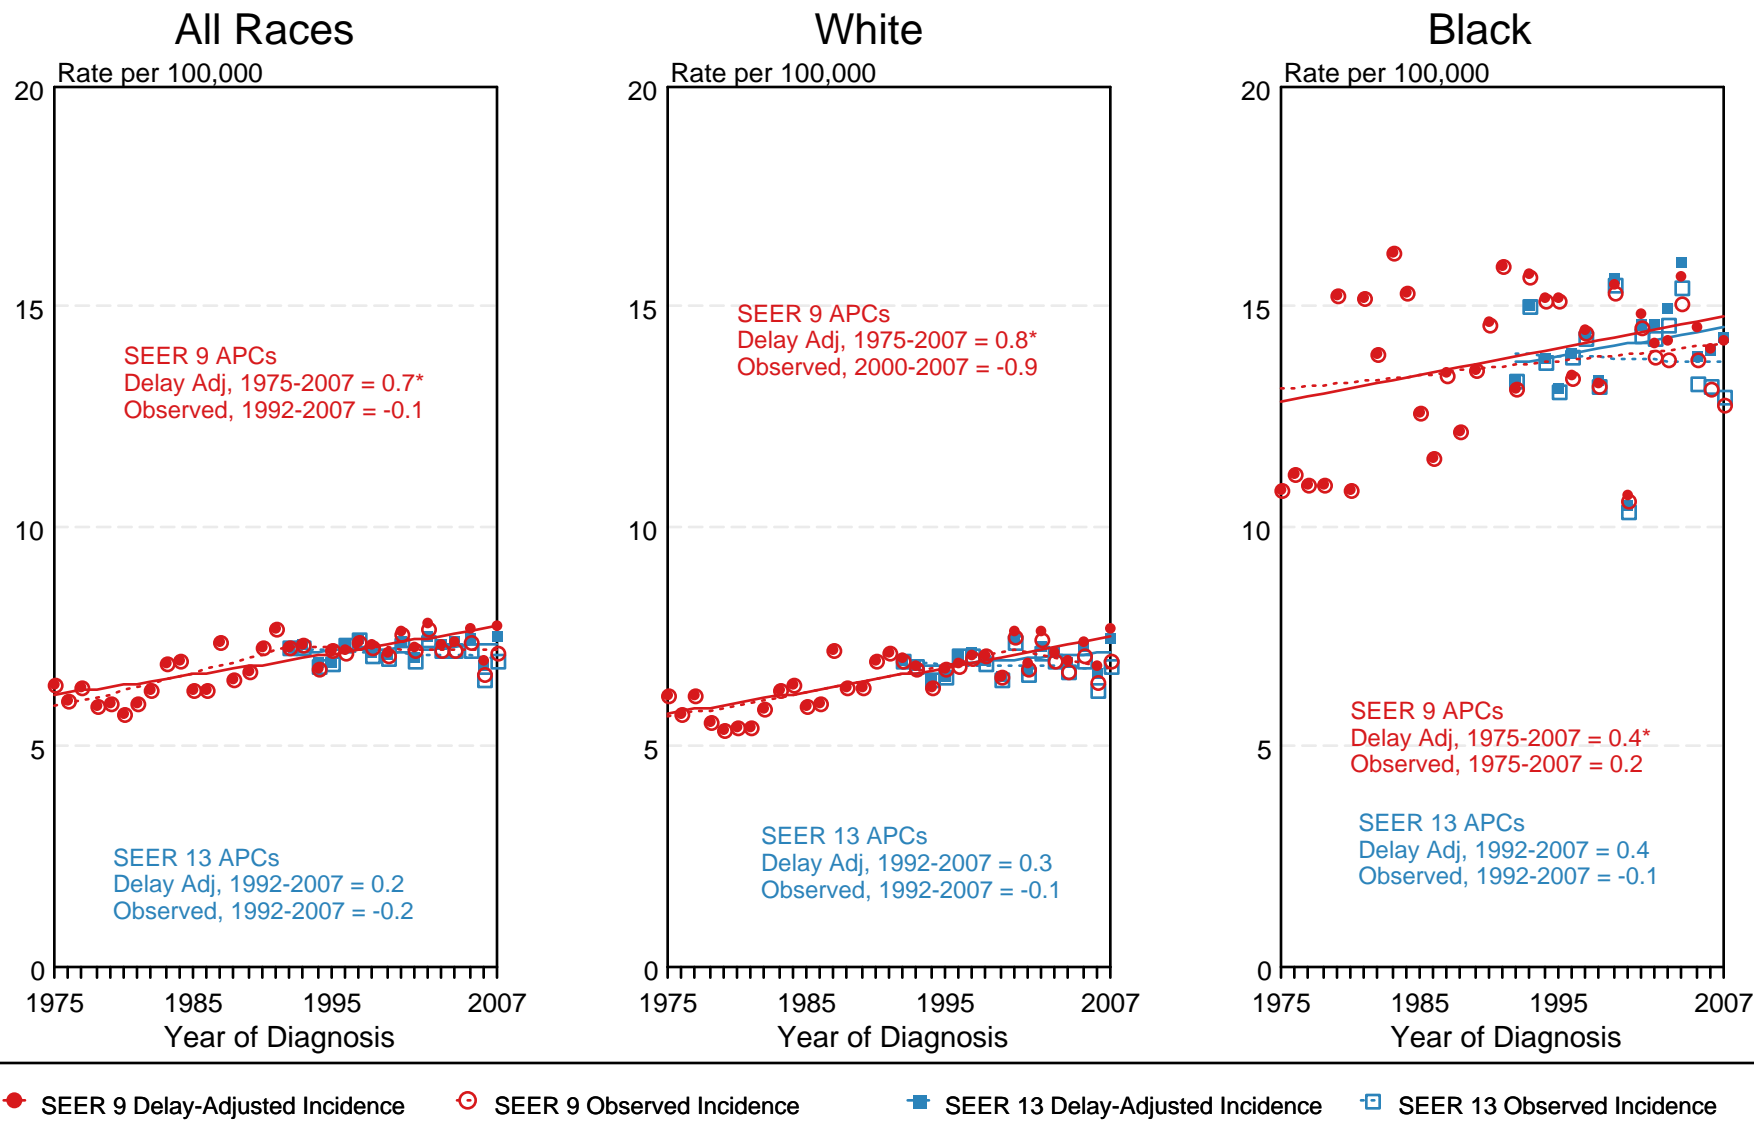 All Races
Rate per 100,000
20
15
10
5
0
SEER 9 APCs
Delay Adj, 1975-2007 = 0.7*
Observed, 1992-2007 = -0.1
SEER 13 APCs
Delay Adj, 1992-2007 = 0.2
Observed, 1992-2007 = -0.2
1975 1985 1995 2007
Year of Diagnosis
White
Rate per 100,000
20
15
10
5
0
SEER 9 APCs
Delay Adj, 1975-2007 = 0.8*
Observed, 2000-2007 = -0.9
SEER 13 APCs
Delay Adj, 1992-2007 = 0.3
Observed, 1992-2007 = -0.1
1975 1985 1995 2007
Year of Diagnosis
Black
Rate per 100,000
20
15
10
5
0
SEER 9 APCs
Delay Adj, 1975-2007 = 0.4*
Observed, 1975-2007 = 0.2
SEER 13 APCs
Delay Adj, 1992-2007 = 0.4
Observed, 1992-2007 = -0.1
1975 1985 1995 2007
Year of Diagnosis
SEER 9 Delay-Adjusted Incidence
SEER 9 Observed Incidence
SEER 13 Delay-Adjusted Incidence
SEER 13 Observed Incidence